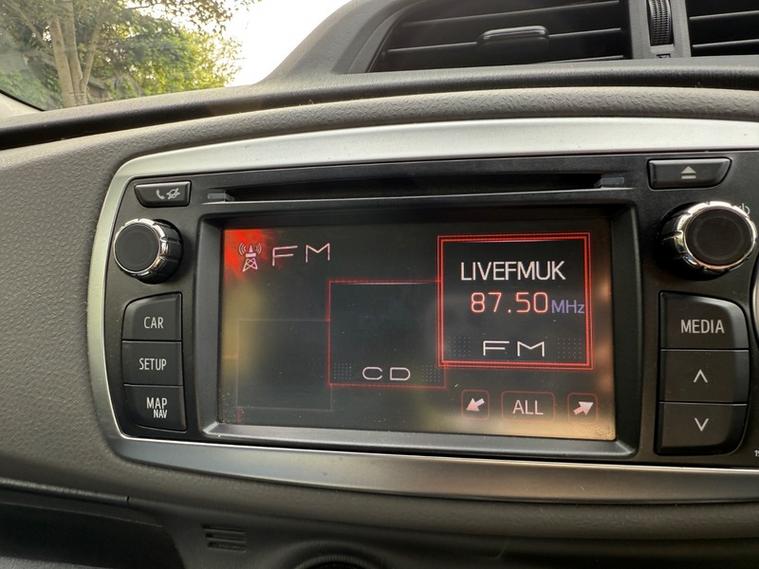 FM
LIVEFMUK
87.50MHz
FM
CD
ALL
CAR
SETUP
MAP
NAV
MEDIA